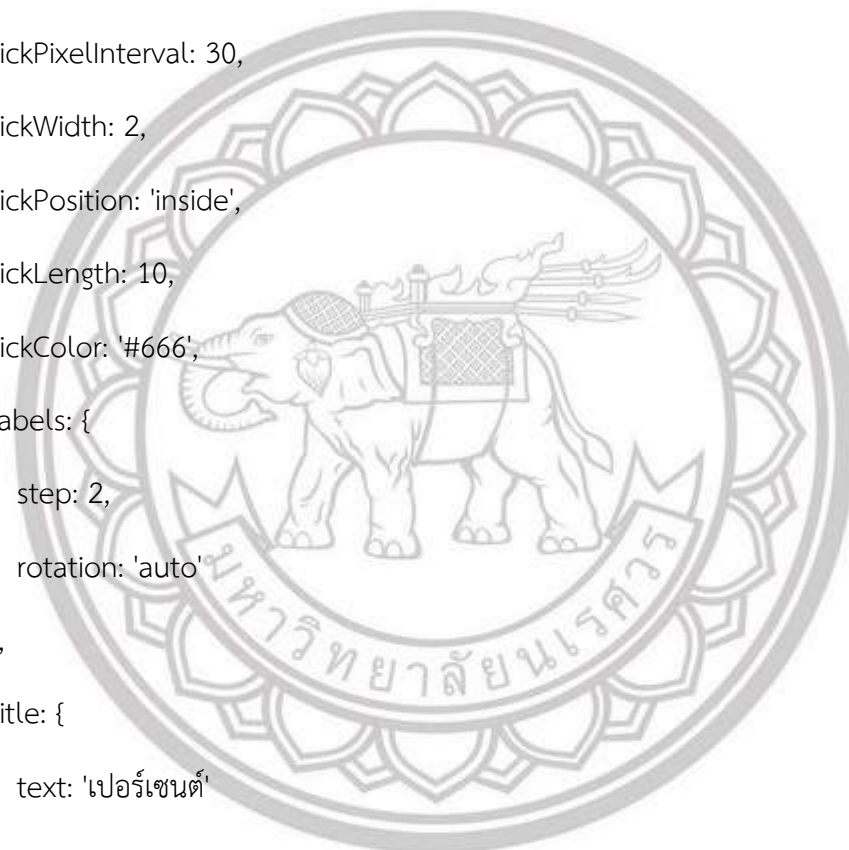 ickPixelInterval: 30,
ickWidth: 2,
ickPosition: 'inside',
ickLength: 10,
ickColor: '#666',
abels: {
step: 2,
rotation: 'auto'
,
itle: {
text: 'เปอร์เซนต์'
มหาวิทยาลัยนเรศวร